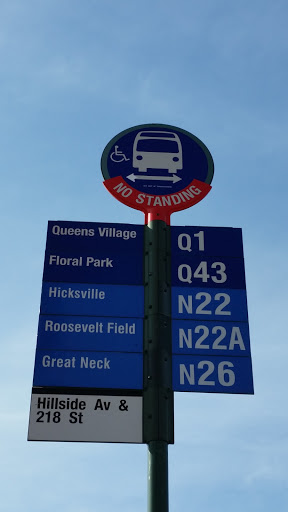 NO STANDING
Queens Village Q1
Floral Park Q43
Hicksville N22
Roosevelt Field N22A
Great Neck N26
Hillside Av &
218 St